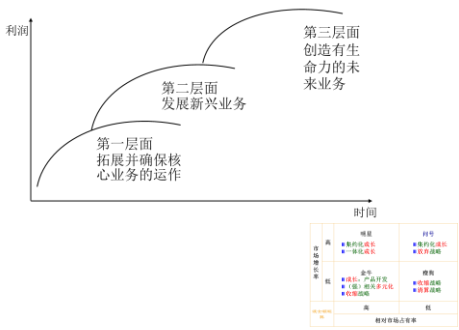 利润
第三层面
创造有生
命力的未
来业务
第二层面
发展新兴业务
第一层面
拓展并确保核
心业务的运作
时间
市场增长率
高
明星
集约化成长
一体化成长
问号
集约化成长
放弃战略
低
金牛
成长:产品开发
(强)相关多元化
收缩战略
瘦狗
收缩战略
清算战略
高
低
相对市场占有率